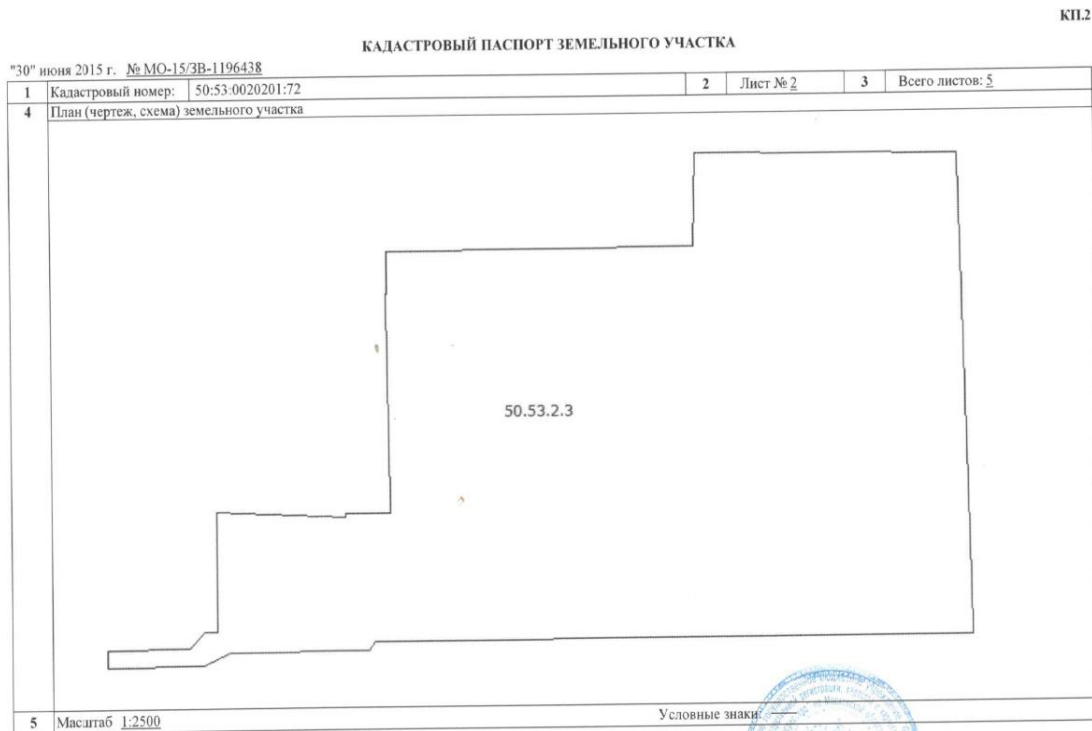 КП.2
КАДАСТРОВЫЙ ПАСПОРТ ЗЕМЕЛЬНОГО УЧАСТКА
"30" июня 2015 г. № МО-15/ЗВ-1196438
1 Кадастровый номер: 50:53:0020201:72 2 Лист № 2 3 Всего листов: 5
4 План (чертеж, схема) земельного участка
50.53.2.3
5 Масштаб 1:2500 Условные знаки: